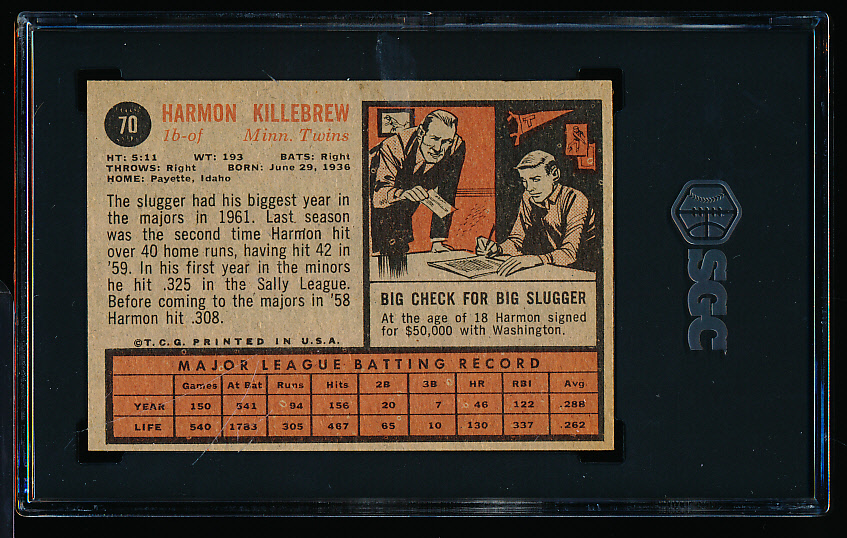 70
HARMON KILLEBREW
1b-of Minn. Twins
HT: 5:11 WT: 193 BATS: Right
THROWS: Right BORN: June 29, 1936
HOME: Payette, Idaho
The slugger had his biggest year in
the majors in 1961. Last season
was the second time Harmon hit
over 40 home runs, having hit 42 in
'59. In his first year in the minors
he hit .325 in the Sally League.
Before coming to the majors in '58
Harmon hit .308.
©T.C.G. PRINTED IN U.S.A.
BIG CHECK FOR BIG SLUGGER
At the age of 18 Harmon signed
for $50,000 with Washington.
MAJOR LEAGUE BATTING RECORD
Games At Bat Runs Hits 2B 3B HR RBI Avg.
YEAR 150 541 94 156 20 7 46 122 .288
LIFE 540 1783 305 467 65 10 130 337 .262
SGC